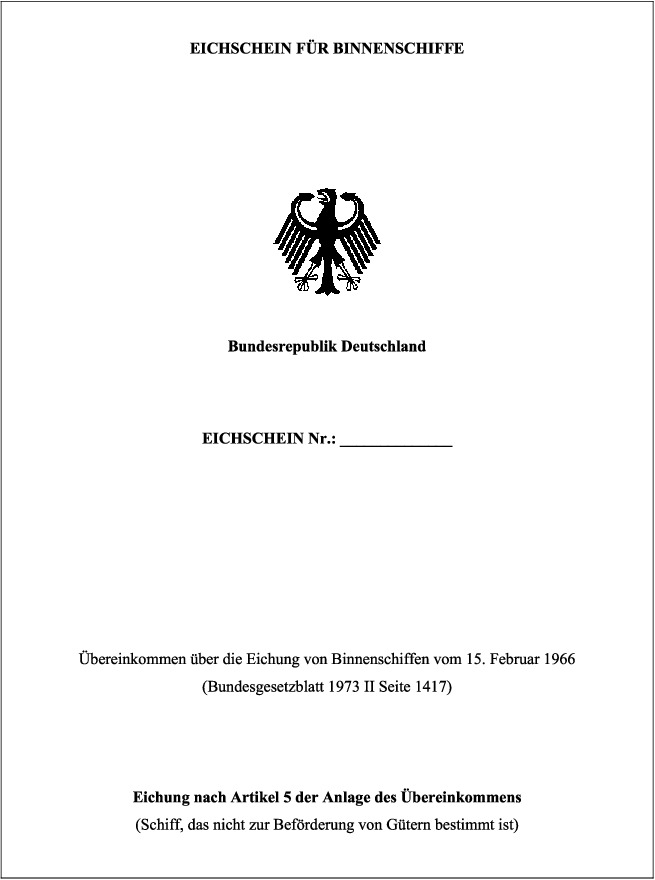 EICHSCHEIN FÜR BINNENSCHIFFE
Bundesrepublik Deutschland
EICHSCHEIN Nr.: ______________
Übereinkommen über die Eichung von Binnenschiffen vom 15. Februar 1966
(Bundesgesetzblatt 1973 II Seite 1417)
Eichung nach Artikel 5 der Anlage des Übereinkommens
(Schiff, das nicht zur Beförderung von Gütern bestimmt ist)